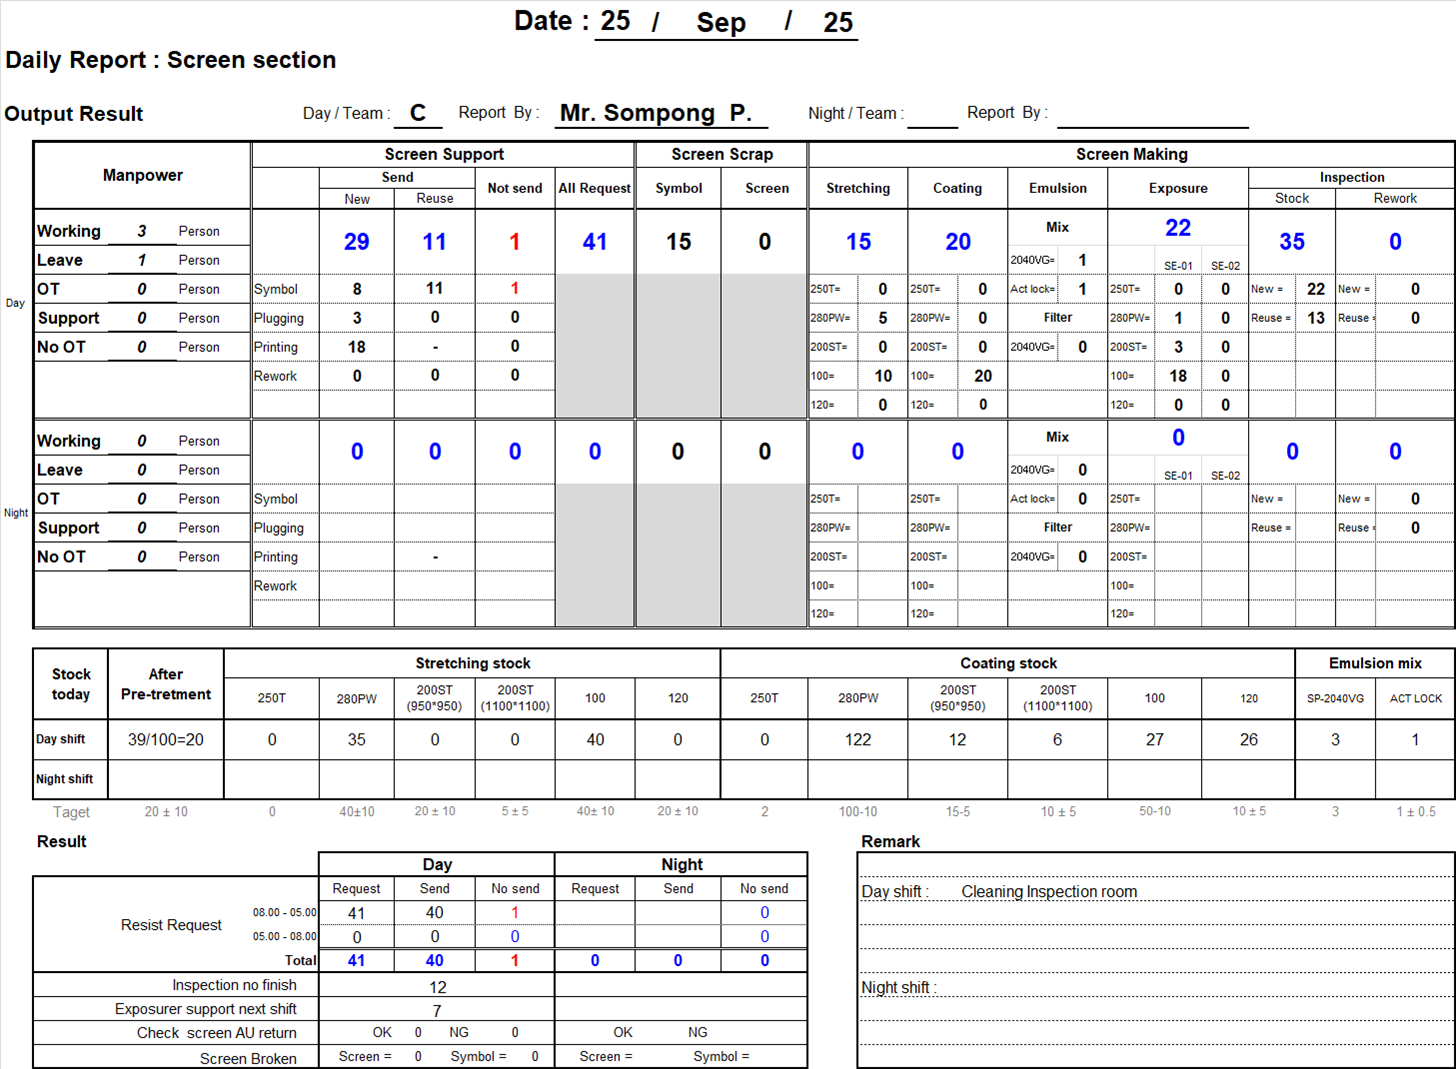 Date : 25 / Sep / 25
Daily Report : Screen section
Output Result Day / Team : C Report By : Mr. Sompong P. Night / Team : Report By :
Manpower Screen Support Screen Scrap Screen Making
Send Not send All Request Symbol Screen Stretching Coating Emulsion Exposure Inspection
New Reuse Stock Rework
Day
Working 3 Person 29 11 1 41 15 0 15 20 Mix 22 35 0
Leave 1 Person 2040VG= 1 SE-01 SE-02
OT 0 Person Symbol 8 11 1 250T= 0 250T= 0 Act lock= 1 250T= 0 0 New = 22 New = 0
Support 0 Person Plugging 3 0 0 280PW= 5 280PW= 0 Filter 280PW= 1 0 Reuse = 13 Reuse = 0
No OT 0 Person Printing 18 - 0 200ST= 0 200ST= 0 2040VG= 0 200ST= 3 0
Rework 0 0 0 100= 10 100= 20 100= 18 0
120= 0 120= 0 120= 0 0
Night
Working 0 Person 0 0 0 0 0 0 0 0 Mix 0 0 0
Leave 0 Person 2040VG= 0 SE-01 SE-02
OT 0 Person Symbol 250T= 250T= Act lock= 0 250T= New = New = 0
Support 0 Person Plugging 280PW= 280PW= Filter 280PW= Reuse = Reuse = 0
No OT 0 Person Printing - 200ST= 200ST= 2040VG= 0 200ST=
Rework 100= 100= 100=
120= 120= 120=
Stock today After Pre-tretment Stretching stock Coating stock Emulsion mix
250T 280PW 200ST (950*950) 200ST (1100*1100) 100 120 250T 280PW 200ST (950*950) 200ST (1100*1100) 100 120 SP-2040VG ACT LOCK
Day shift 39/100=20 0 35 0 0 40 0 0 122 12 6 27 26 3 1
Night shift
Taget 20 ± 10 0 40±10 20 ± 10 5 ± 5 40± 10 20 ± 10 2 100-10 15-5 10 ± 5 50-10 10 ± 5 3 1 ± 0.5
Result
Day Night
Request Send No send Request Send No send
Resist Request
08.00 - 05.00 41 40 1 0
05.00 - 08.00 0 0 0 0
Total 41 40 1 0 0 0
Inspection no finish 12
Exposurer support next shift 7
Check screen AU return OK 0 NG 0 OK NG
Screen Broken Screen = 0 Symbol = 0 Screen = Symbol =
Remark
Day shift : Cleaning Inspection room
Night shift :